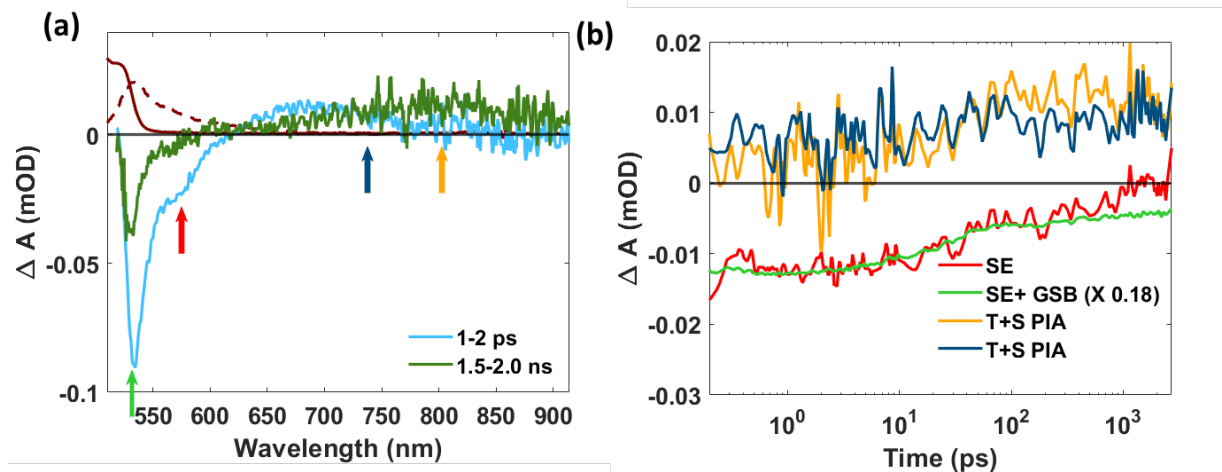 (a)
Δ A (mOD)
0
-0.05
-0.1
1-2 ps
1.5-2.0 ns
550 600 650 700 750 800 850 900
Wavelength (nm)
(b)
Δ A (mOD)
0.02
0.01
0
-0.01
-0.02
-0.03
SE
SE+ GSB (X 0.18)
T+S PIA
T+S PIA
10^0 10^1 10^2 10^3
Time (ps)